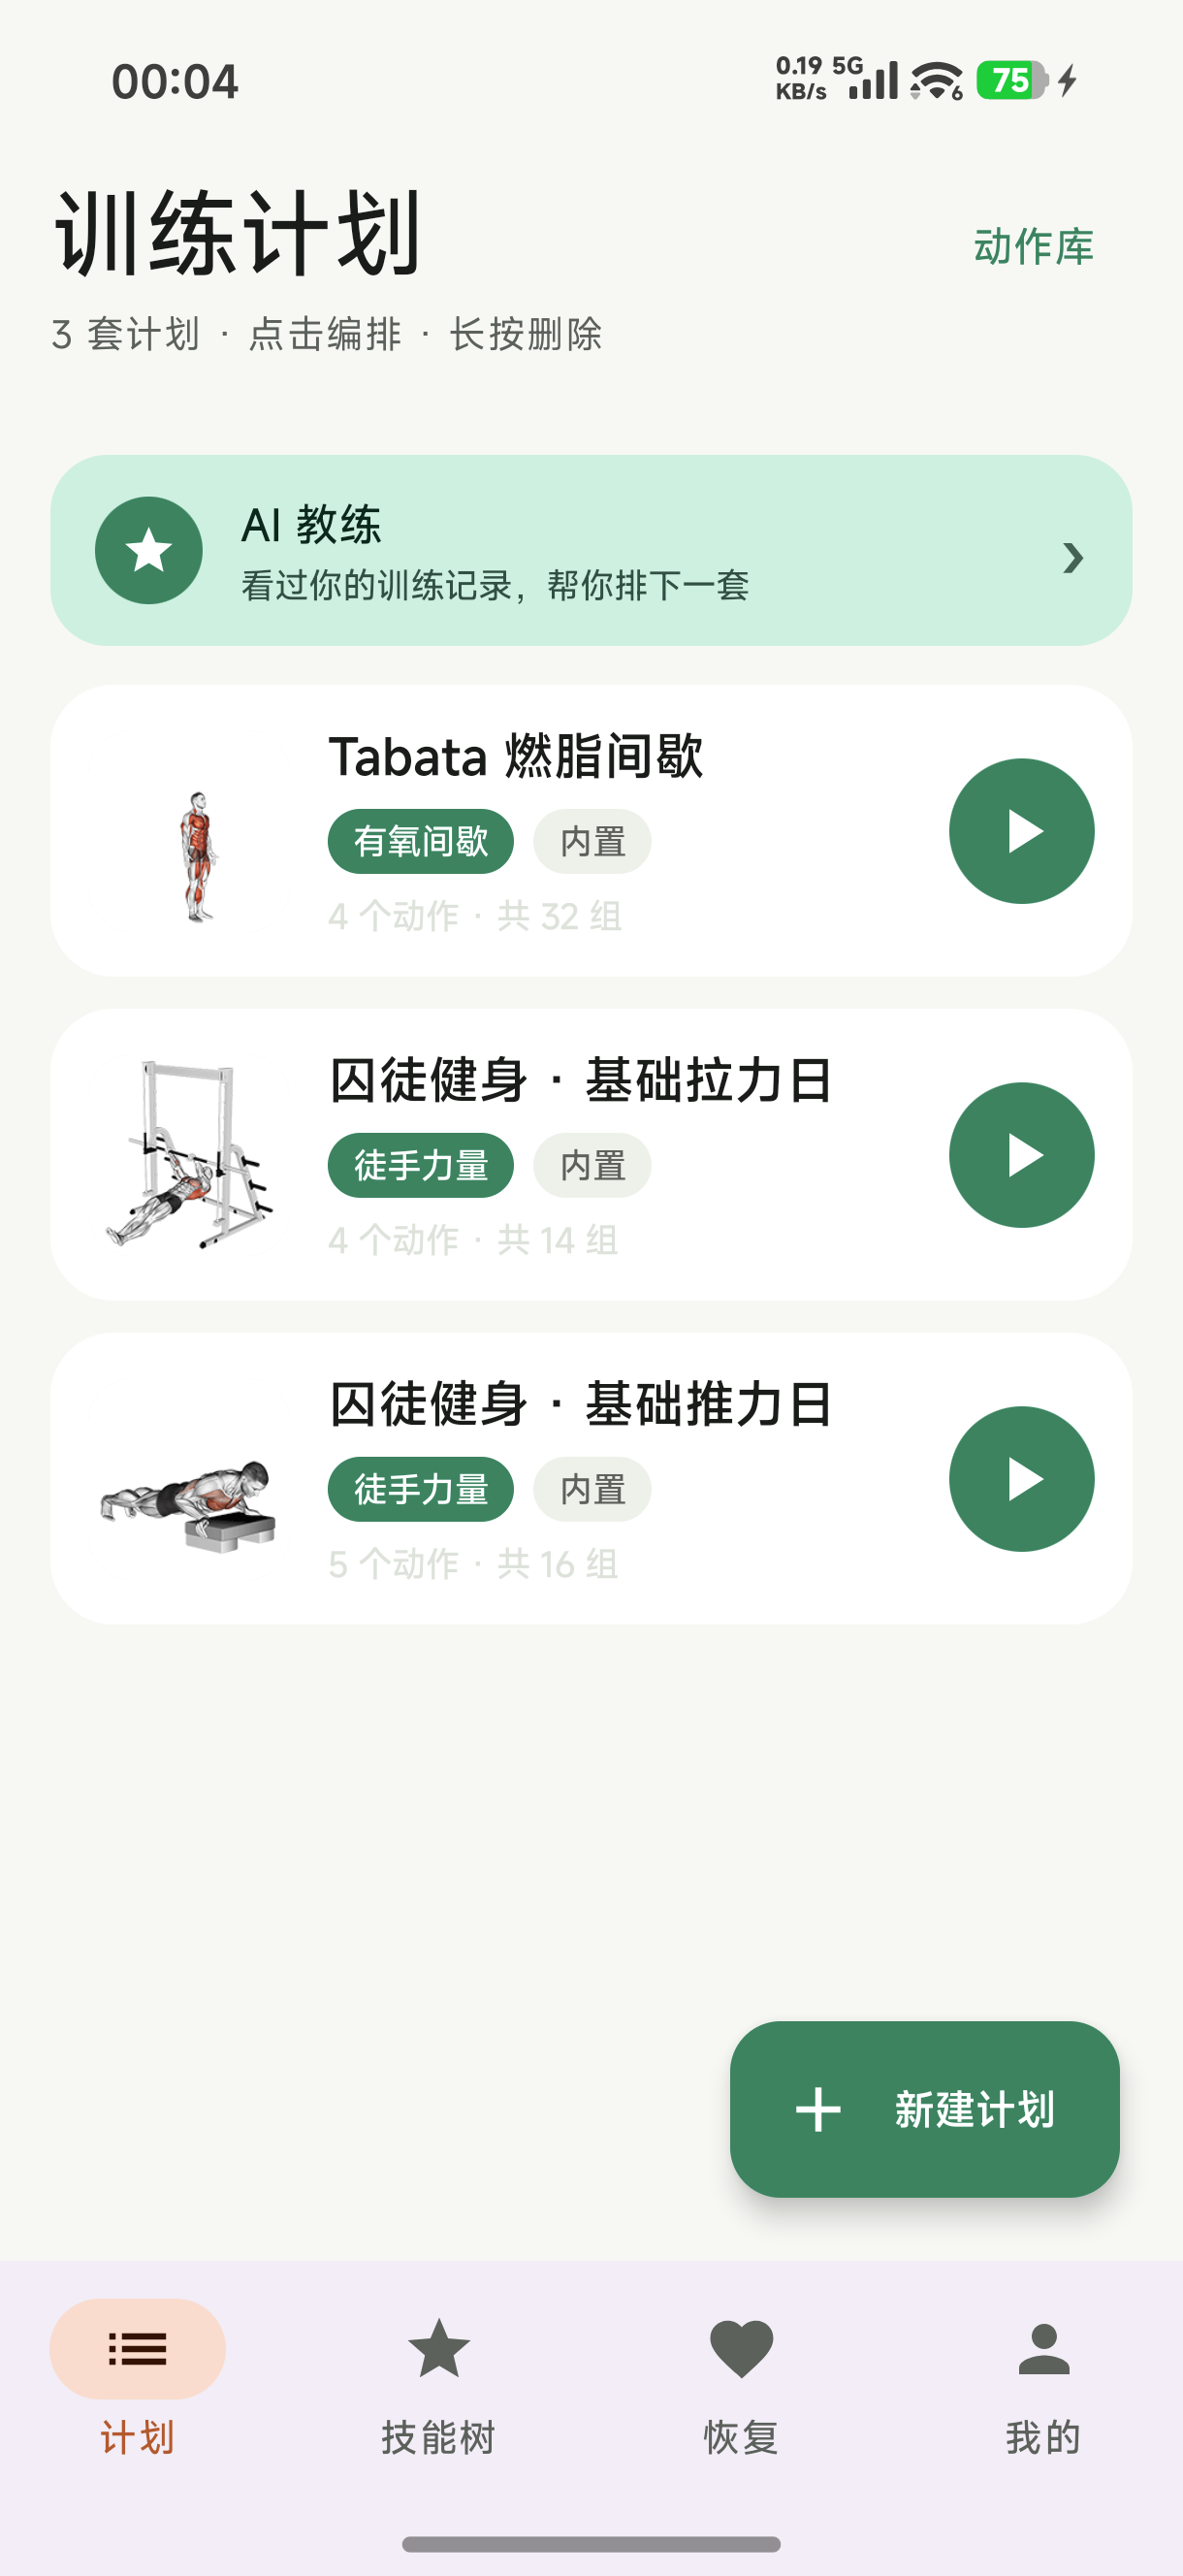 00:04
0.19 KB/s 5G 6 75
训练计划
动作库
3 套计划 · 点击编排 · 长按删除
AI 教练
看过你的训练记录，帮你排下一套
Tabata 燃脂间歇
有氧间歇 内置
4 个动作 · 共 32 组
囚徒健身 · 基础拉力日
徒手力量 内置
4 个动作 · 共 14 组
囚徒健身 · 基础推力日
徒手力量 内置
5 个动作 · 共 16 组
新建计划
计划 技能树 恢复 我的